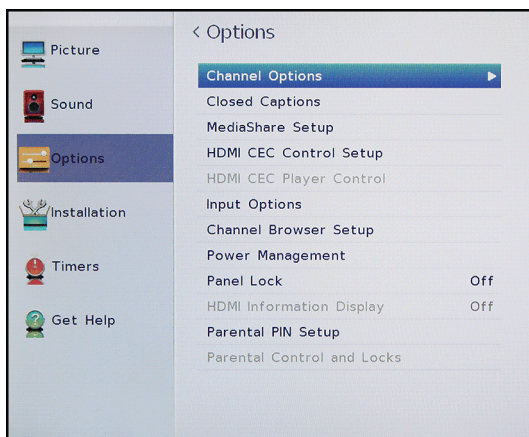 < Options
Picture
Sound
Options
Installation
Timers
Get Help
Channel Options
Closed Captions
MediaShare Setup
HDMI CEC Control Setup
HDMI CEC Player Control
Input Options
Channel Browser Setup
Power Management
Panel Lock Off
HDMI Information Display Off
Parental PIN Setup
Parental Control and Locks